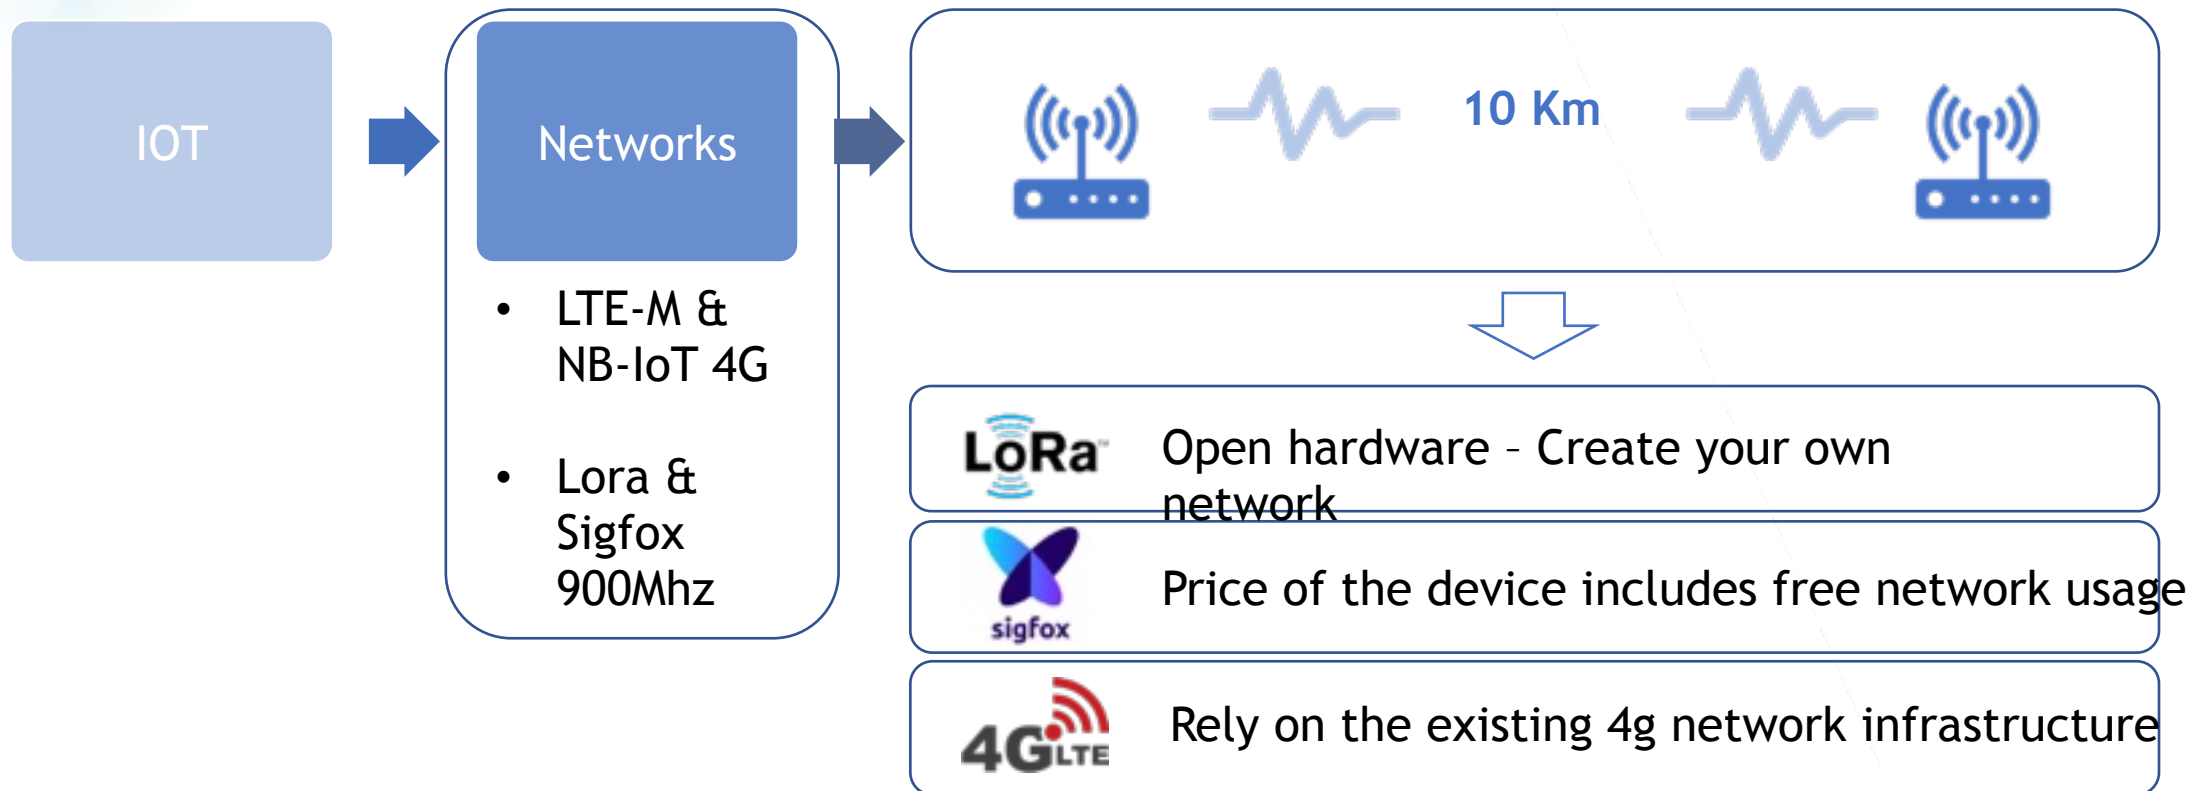 IOT
Networks
10 Km
• LTE-M &
NB-IoT 4G
• Lora &
Sigfox
900Mhz
LoRa™
Open hardware – Create your own
network
sigfox
Price of the device includes free network usage
4G LTE
Rely on the existing 4g network infrastructure